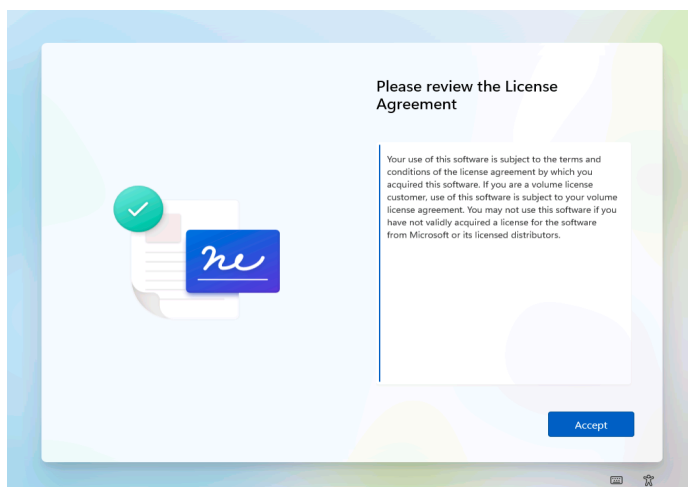 Please review the License
Agreement
Your use of this software is subject to the terms and
conditions of the license agreement by which you
acquired this software. If you are a volume license
customer, use of this software is subject to your volume
license agreement. You may not use this software if you
have not validly acquired a license for the software
from Microsoft or its licensed distributors.
Accept